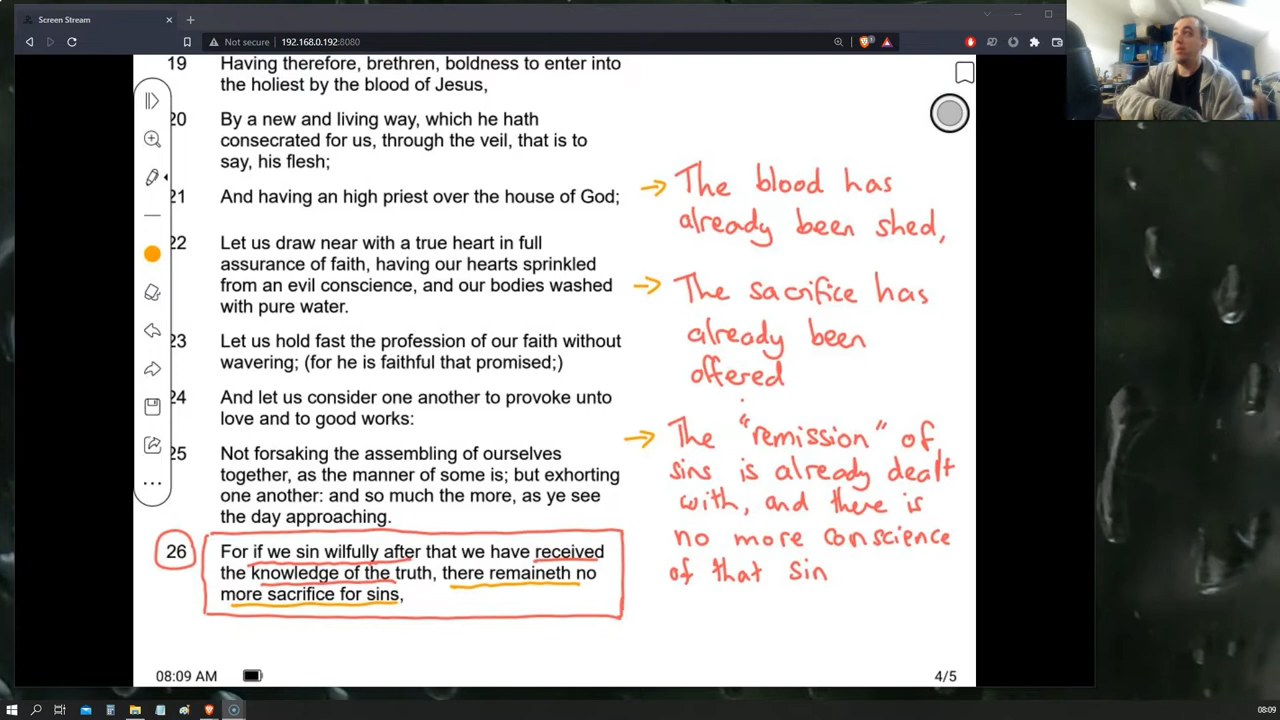 Screen Stream
Not secure
192.168.0.192:8080
1
19 Having therefore, brethren, boldness to enter into
the holiest by the blood of Jesus,
20 By a new and living way, which he hath
consecrated for us, through the veil, that is to
say, his flesh;
21 And having an high priest over the house of God;
22 Let us draw near with a true heart in full
assurance of faith, having our hearts sprinkled
from an evil conscience, and our bodies washed
with pure water.
23 Let us hold fast the profession of our faith without
wavering; (for he is faithful that promised;)
24 And let us consider one another to provoke unto
love and to good works:
25 Not forsaking the assembling of ourselves
together, as the manner of some is; but exhorting
one another: and so much the more, as ye see
the day approaching.
26 For if we sin wilfully after that we have received
the knowledge of the truth, there remaineth no
more sacrifice for sins,
→ The blood has
already been shed,
→ The sacrifice has
already been
offered
→ The "remission" of
sins is already dealt
with, and there is
no more conscience
of that sin
08:09 AM
4/5
08:09